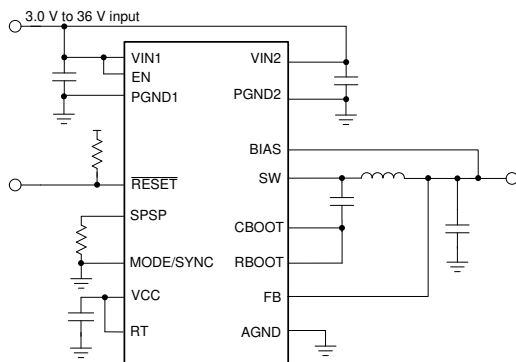 3.0 V to 36 V input
VIN1
EN
PGND1
RESET
SPSP
MODE/SYNC
VCC
RT
VIN2
PGND2
BIAS
SW
CBOOT
RBOOT
FB
AGND